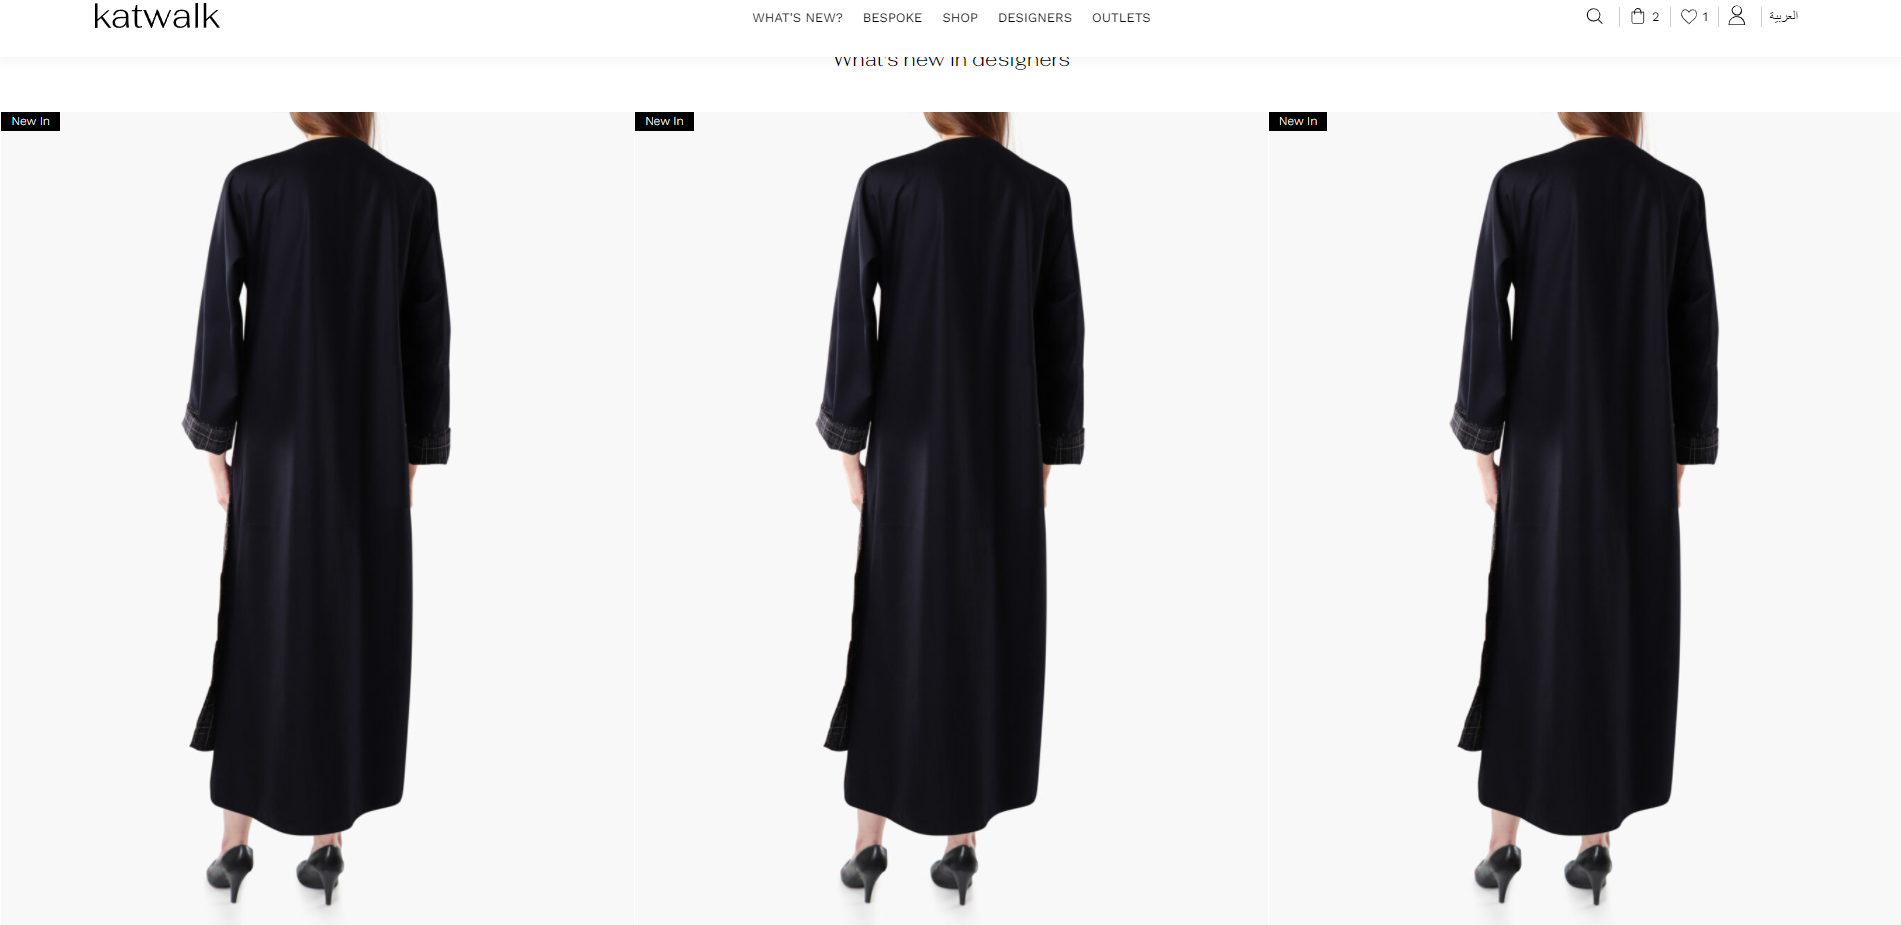 katwalk
WHAT'S NEW? BESPOKE SHOP DESIGNERS OUTLETS
2 1 العربية
What's new in designers
New In New In New In